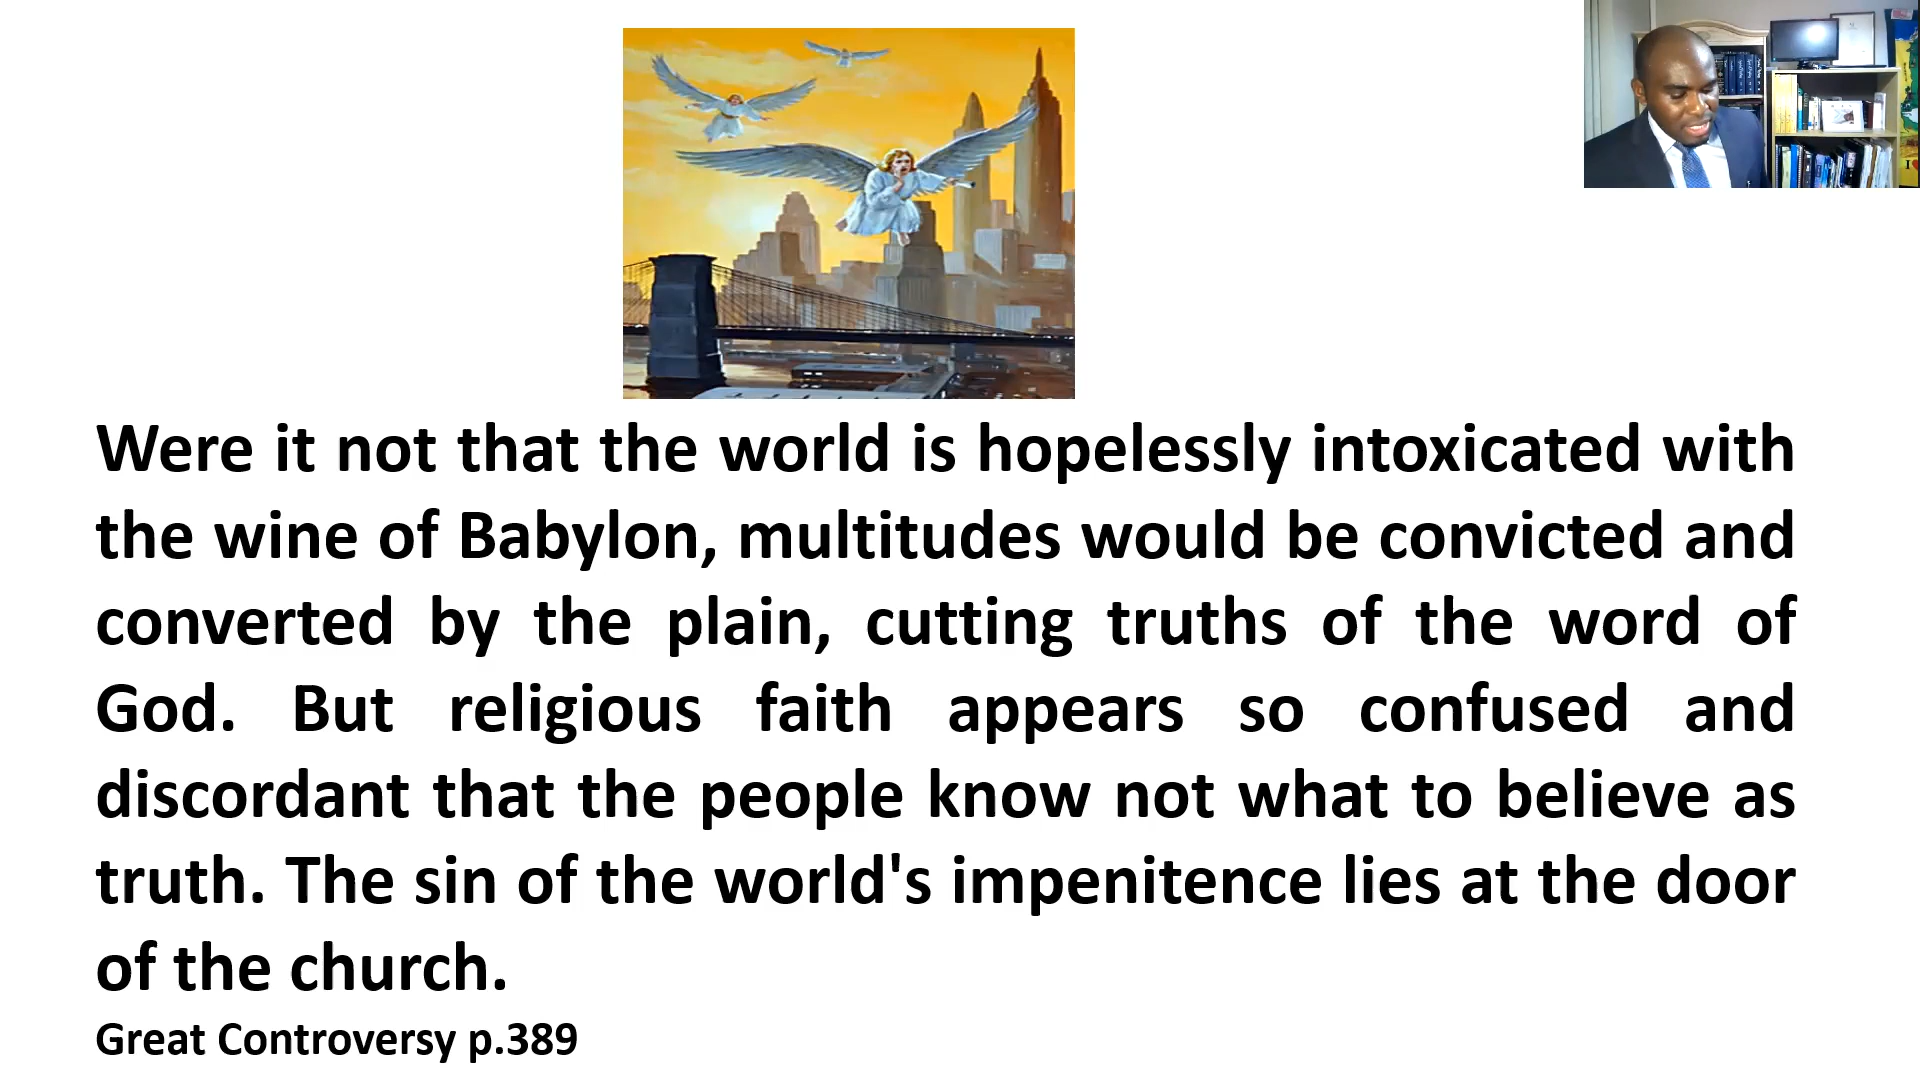 Were it not that the world is hopelessly intoxicated with
the wine of Babylon, multitudes would be convicted and
converted by the plain, cutting truths of the word of
God. But religious faith appears so confused and
discordant that the people know not what to believe as
truth. The sin of the world's impenitence lies at the door
of the church.
Great Controversy p.389